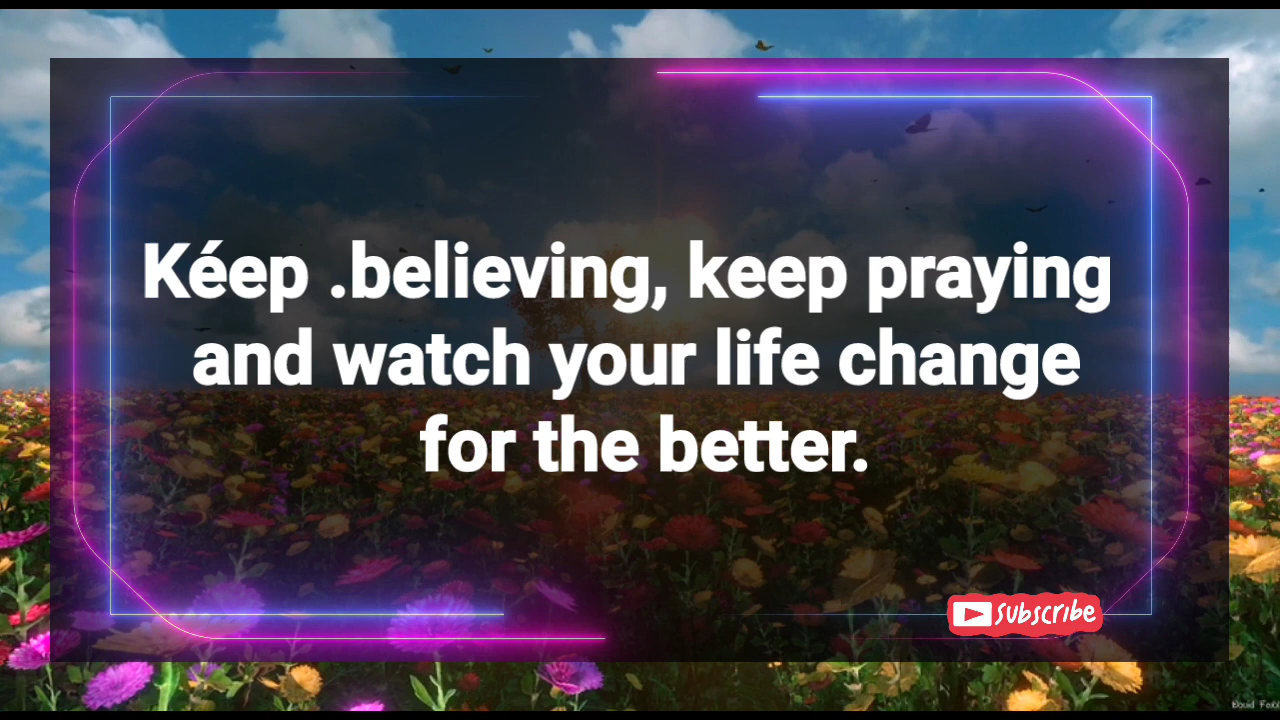 Kéep .believing, keep praying
and watch your life change
for the better.
Subscribe